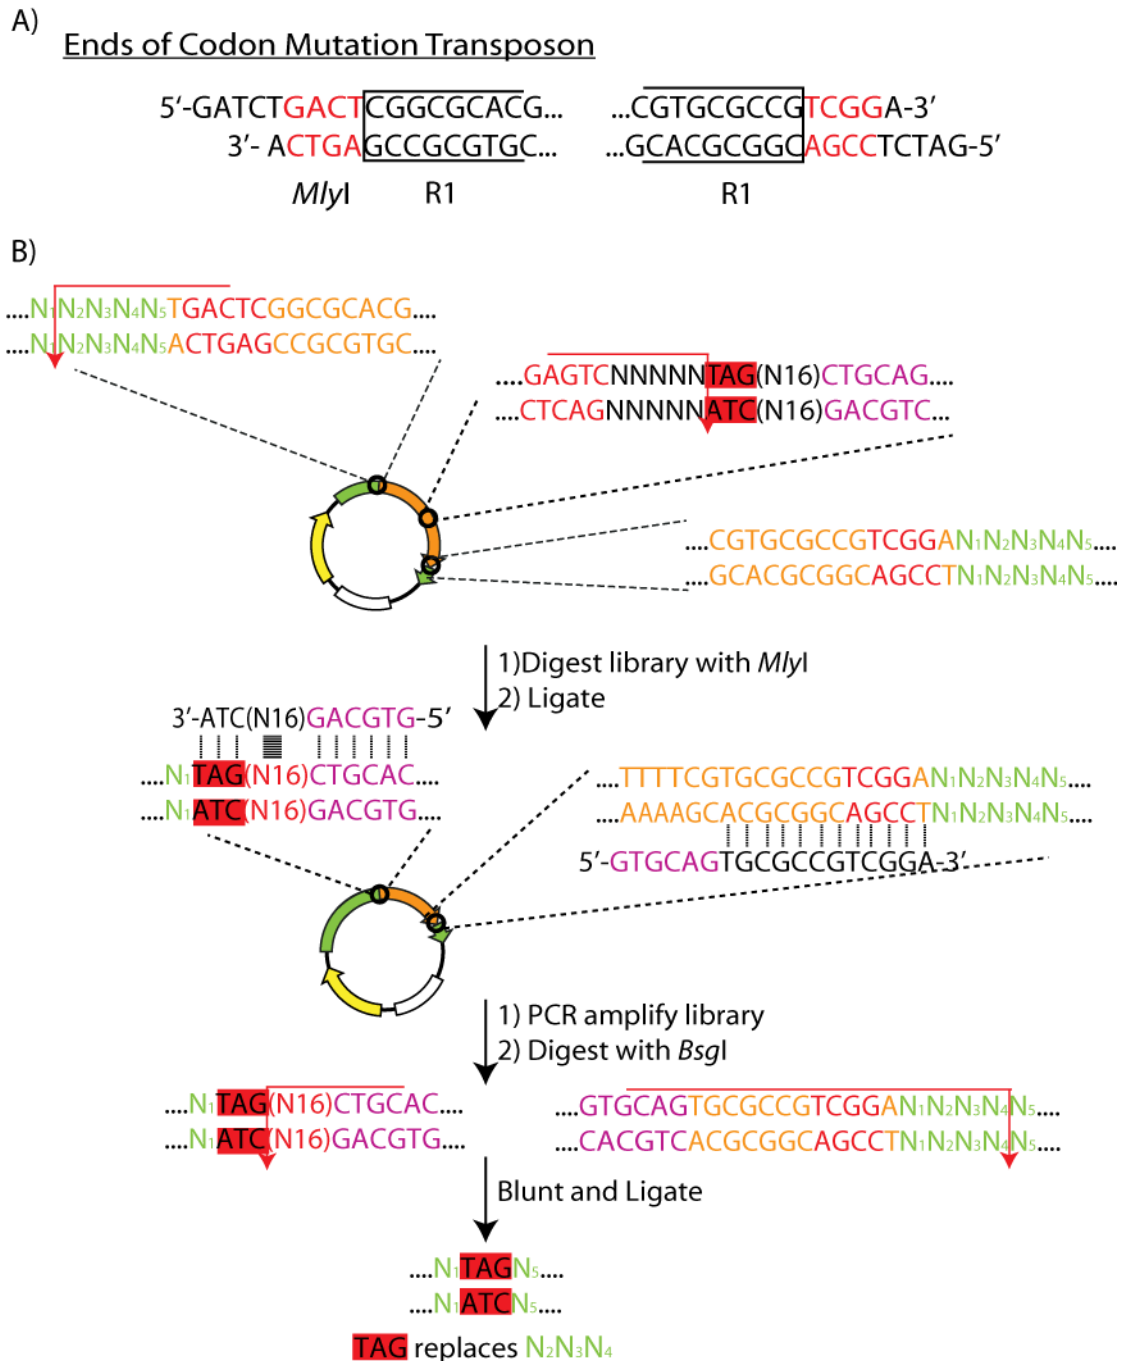 A)
Ends of Codon Mutation Transposon
5'-GATCTGACTCGGCGCACG... ...CGTGCGCCGTCGGA-3'
3'- ACTGAGCCGCGTGC... ...GCACGCGGCAGCCTCTAG-5'
MlyI R1 R1
B)
....N1N2N3N4N5TGACTCGGCGCACG....
....N1N2N3N4N5ACTGAGCCGCGTGC....
....GAGTCNNNNNTAG(N16)CTGCAG....
....CTCAGNNNNNATC(N16)GACGTC...
....CGTGCGCCGTCGGAN1N2N3N4N5....
....GCACGCGGCAGCCTN1N2N3N4N5....
1)Digest library with MlyI
2) Ligate
3'-ATC(N16)GACGTG-5'
....N1TAG(N16)CTGCAC....
....N1ATC(N16)GACGTG....
....TTTTCGTGCGCCGTCGGAN1N2N3N4N5....
....AAAAGCACGCGGCAGCCTN1N2N3N4N5....
5'-GTGCAGTGCGCCGTCGGA-3'
1) PCR amplify library
2) Digest with BsgI
....N1TAG(N16)CTGCAC....
....N1ATC(N16)GACGTG....
....GTGCAGTGCGCCGTCGGAN1N2N3N4N5....
....CACGTCACGCGGCAGCCTN1N2N3N4N5....
Blunt and Ligate
....N1TAGN5....
....N1ATCN5....
TAG replaces N2N3N4